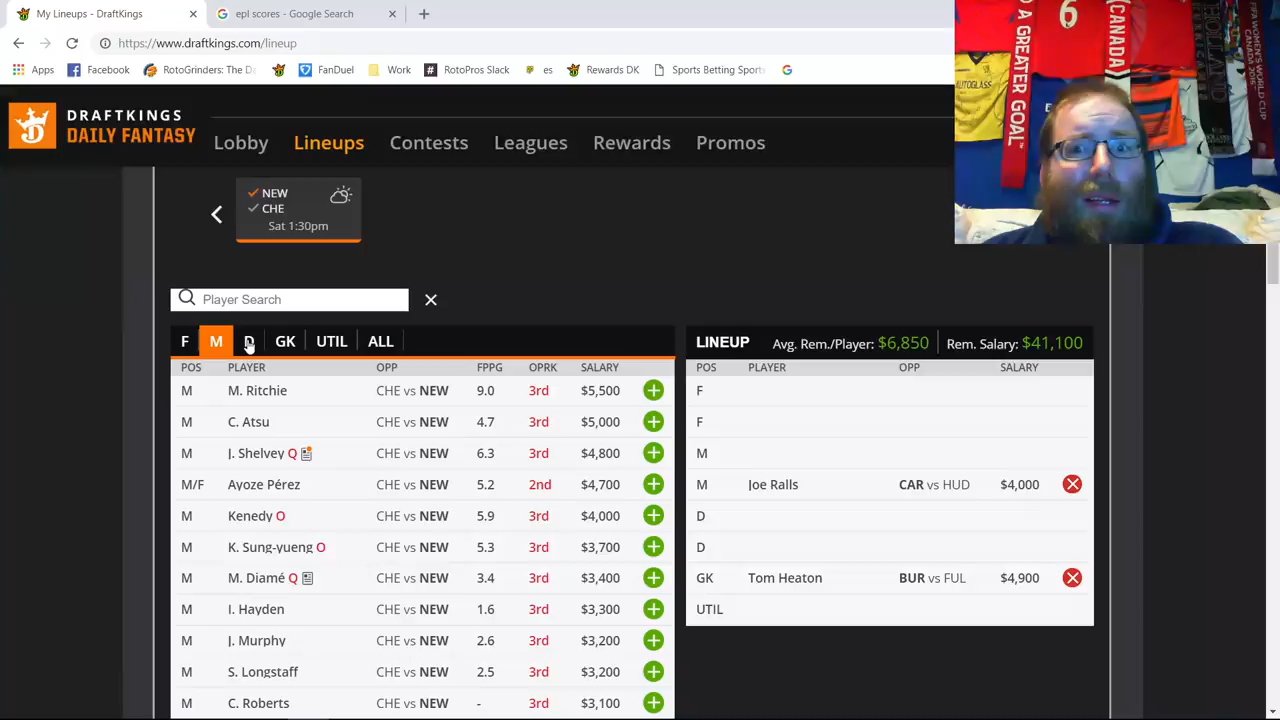 My Lineups - DraftKings
epl scores - Google Search
https://www.draftkings.com/lineup
Apps Facebook RotoGrinders: The D FanDuel Work RotoPros Slack es Rewards DK Sports Betting Sports
DRAFTKINGS
DAILY FANTASY
Lobby Lineups Contests Leagues Rewards Promos
NEW
CHE
Sat 1:30pm
Player Search
F M D GK UTIL ALL
POS PLAYER OPP FPPG OPRK SALARY
M M. Ritchie CHE vs NEW 9.0 3rd $5,500
M C. Atsu CHE vs NEW 4.7 3rd $5,000
M J. Shelvey Q CHE vs NEW 6.3 3rd $4,800
M/F Ayoze Pérez CHE vs NEW 5.2 2nd $4,700
M Kenedy O CHE vs NEW 5.9 3rd $4,000
M K. Sung-yueng O CHE vs NEW 5.3 3rd $3,700
M M. Diamé Q CHE vs NEW 3.4 3rd $3,400
M I. Hayden CHE vs NEW 1.6 3rd $3,300
M J. Murphy CHE vs NEW 2.6 3rd $3,200
M S. Longstaff CHE vs NEW 2.5 3rd $3,200
M C. Roberts CHE vs NEW - 3rd $3,100
LINEUP Avg. Rem./Player: $6,850 Rem. Salary: $41,100
POS PLAYER OPP SALARY
F
F
M
M Joe Ralls CAR vs HUD $4,000
D
D
GK Tom Heaton BUR vs FUL $4,900
UTIL
A GREATER GOAL
6
CANADA
HOLLAND
FIFA WOMEN'S WORLD CUP
CANADA 2015
AUTOGLASS